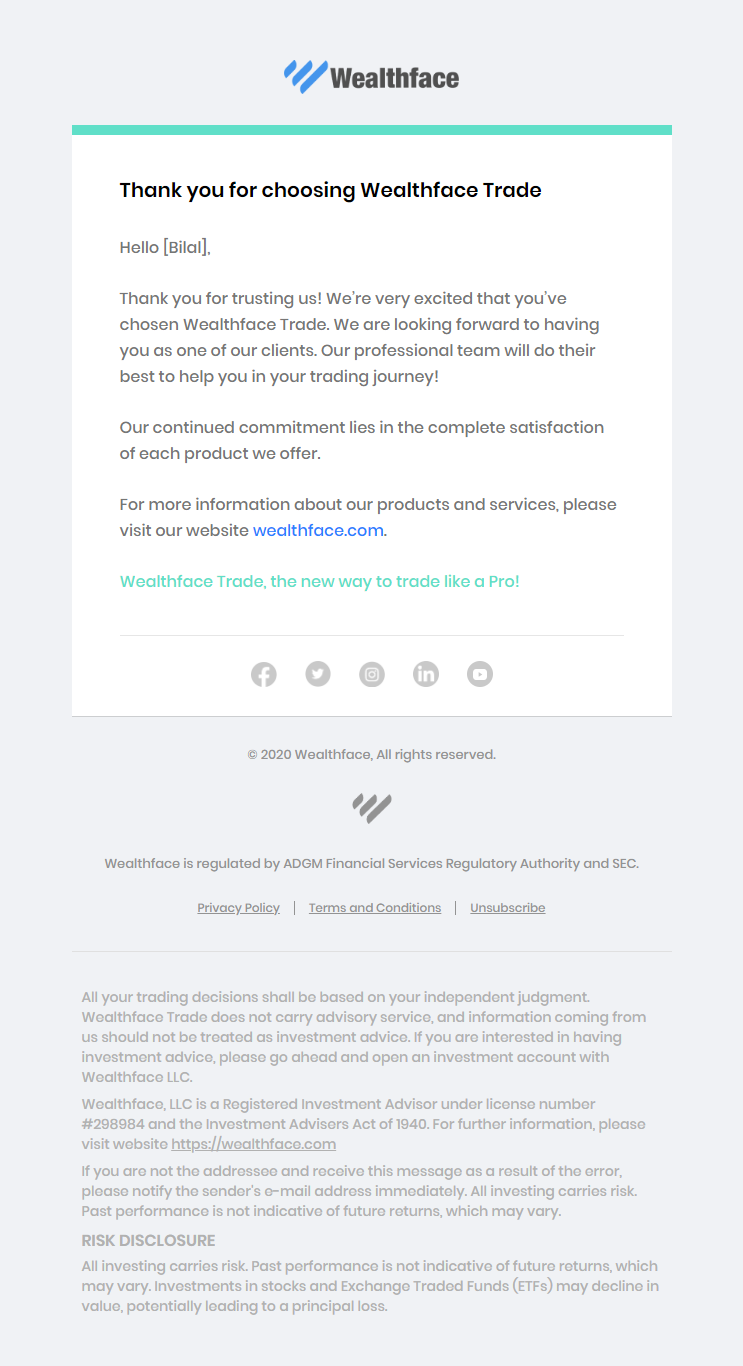 Wealthface
Thank you for choosing Wealthface Trade
Hello [Bilal],
Thank you for trusting us! We're very excited that you've
chosen Wealthface Trade. We are looking forward to having
you as one of our clients. Our professional team will do their
best to help you in your trading journey!
Our continued commitment lies in the complete satisfaction
of each product we offer.
For more information about our products and services, please
visit our website wealthface.com.
Wealthface Trade, the new way to trade like a Pro!
© 2020 Wealthface, All rights reserved.
Wealthface is regulated by ADGM Financial Services Regulatory Authority and SEC.
Privacy Policy | Terms and Conditions | Unsubscribe
All your trading decisions shall be based on your independent judgment.
Wealthface Trade does not carry advisory service, and information coming from
us should not be treated as investment advice. If you are interested in having
investment advice, please go ahead and open an investment account with
Wealthface LLC.
Wealthface, LLC is a Registered Investment Advisor under license number
#298984 and the Investment Advisers Act of 1940. For further information, please
visit website https://wealthface.com
If you are not the addressee and receive this message as a result of the error,
please notify the sender's e-mail address immediately. All investing carries risk.
Past performance is not indicative of future returns, which may vary.
RISK DISCLOSURE
All investing carries risk. Past performance is not indicative of future returns, which
may vary. Investments in stocks and Exchange Traded Funds (ETFs) may decline in
value, potentially leading to a principal loss.